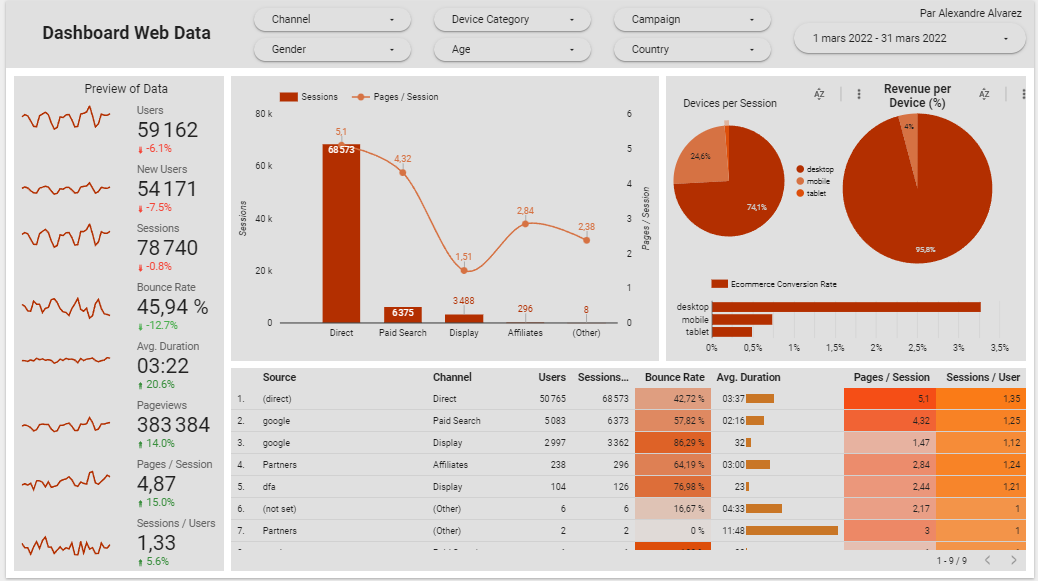 Dashboard Web Data
Channel
Device Category
Campaign
Gender
Age
Country
Par Alexandre Alvarez
1 mars 2022 - 31 mars 2022
Preview of Data
Users
59 162
-6.1%
New Users
54 171
-7.5%
Sessions
78 740
-0.8%
Bounce Rate
45,94 %
-12.7%
Avg. Duration
03:22
20.6%
Pageviews
383 384
14.0%
Pages / Session
4,87
15.0%
Sessions / Users
1,33
5.6%
Sessions
Pages / Session
80 k
60 k
40 k
20 k
0
Sessions
5,1
68 573
4,32
6 375
1,51
3 488
2,84
296
2,38
8
6
5
4
3
2
1
0
Pages / Session
Direct
Paid Search
Display
Affiliates
(Other)
Devices per Session
24,6%
74,1%
desktop
mobile
tablet
AZ
Revenue per
Device (%)
AZ
4%
95,8%
Ecommerce Conversion Rate
desktop
mobile
tablet
0%
0,5%
1%
1,5%
2%
2,5%
3%
3,5%
Source Channel Users Sessions... Bounce Rate Avg. Duration Pages / Session Sessions / User
1. (direct) Direct 50 765 68 573 42,72 % 03:37 5,1 1,35
2. google Paid Search 5 083 6 373 57,82 % 02:16 4,32 1,25
3. google Display 2 997 3 362 86,29 % 32 1,47 1,12
4. Partners Affiliates 238 296 64,19 % 03:00 2,84 1,24
5. dfa Display 104 126 76,98 % 23 2,44 1,21
6. (not set) (Other) 6 6 16,67 % 04:33 2,17 1
7. Partners (Other) 2 2 0 % 11:48 3 1
1 - 9 / 9